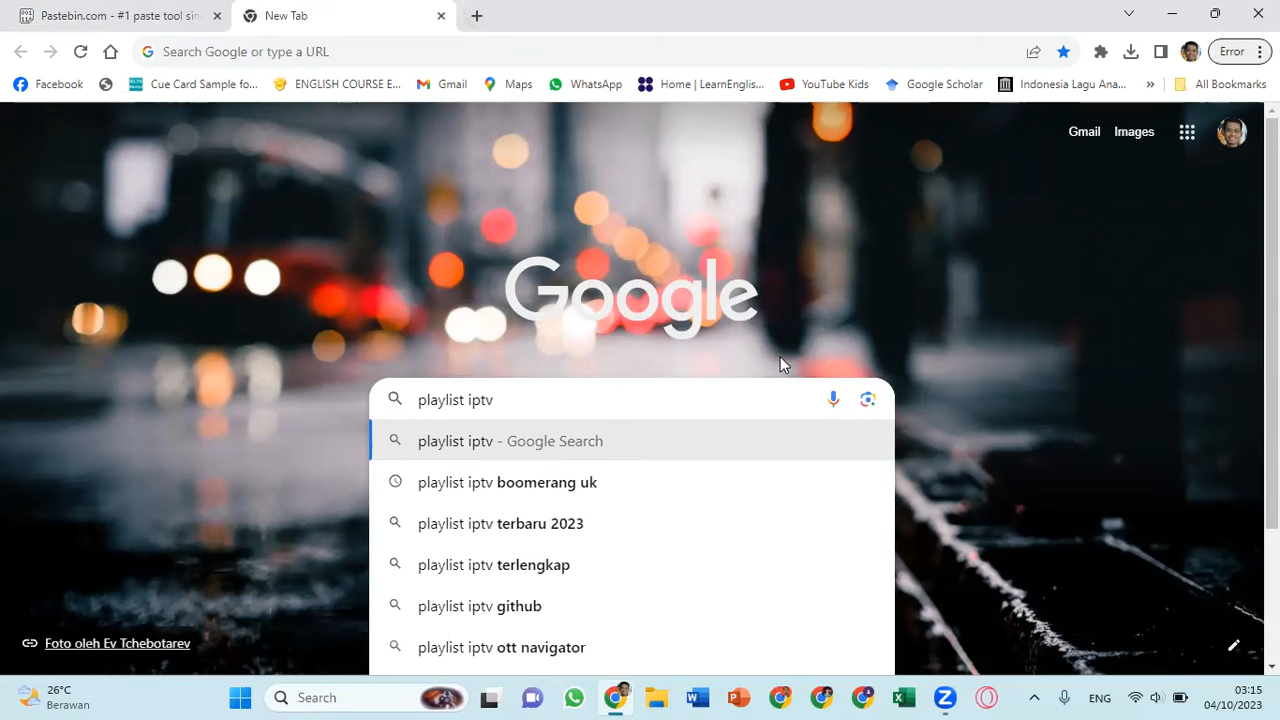 Pastebin.com - #1 paste tool sin
New Tab
Search Google or type a URL
Error
Facebook
Cue Card Sample fo...
ENGLISH COURSE E...
Gmail
Maps
WhatsApp
Home | LearnEnglis...
YouTube Kids
Google Scholar
Indonesia Lagu Ana...
»
All Bookmarks
Gmail
Images
Google
playlist iptv
playlist iptv - Google Search
playlist iptv boomerang uk
playlist iptv terbaru 2023
playlist iptv terlengkap
playlist iptv github
playlist iptv ott navigator
Foto oleh Ev Tchebotarev
26°C
Berawan
Search
ENG
03:15
04/10/2023